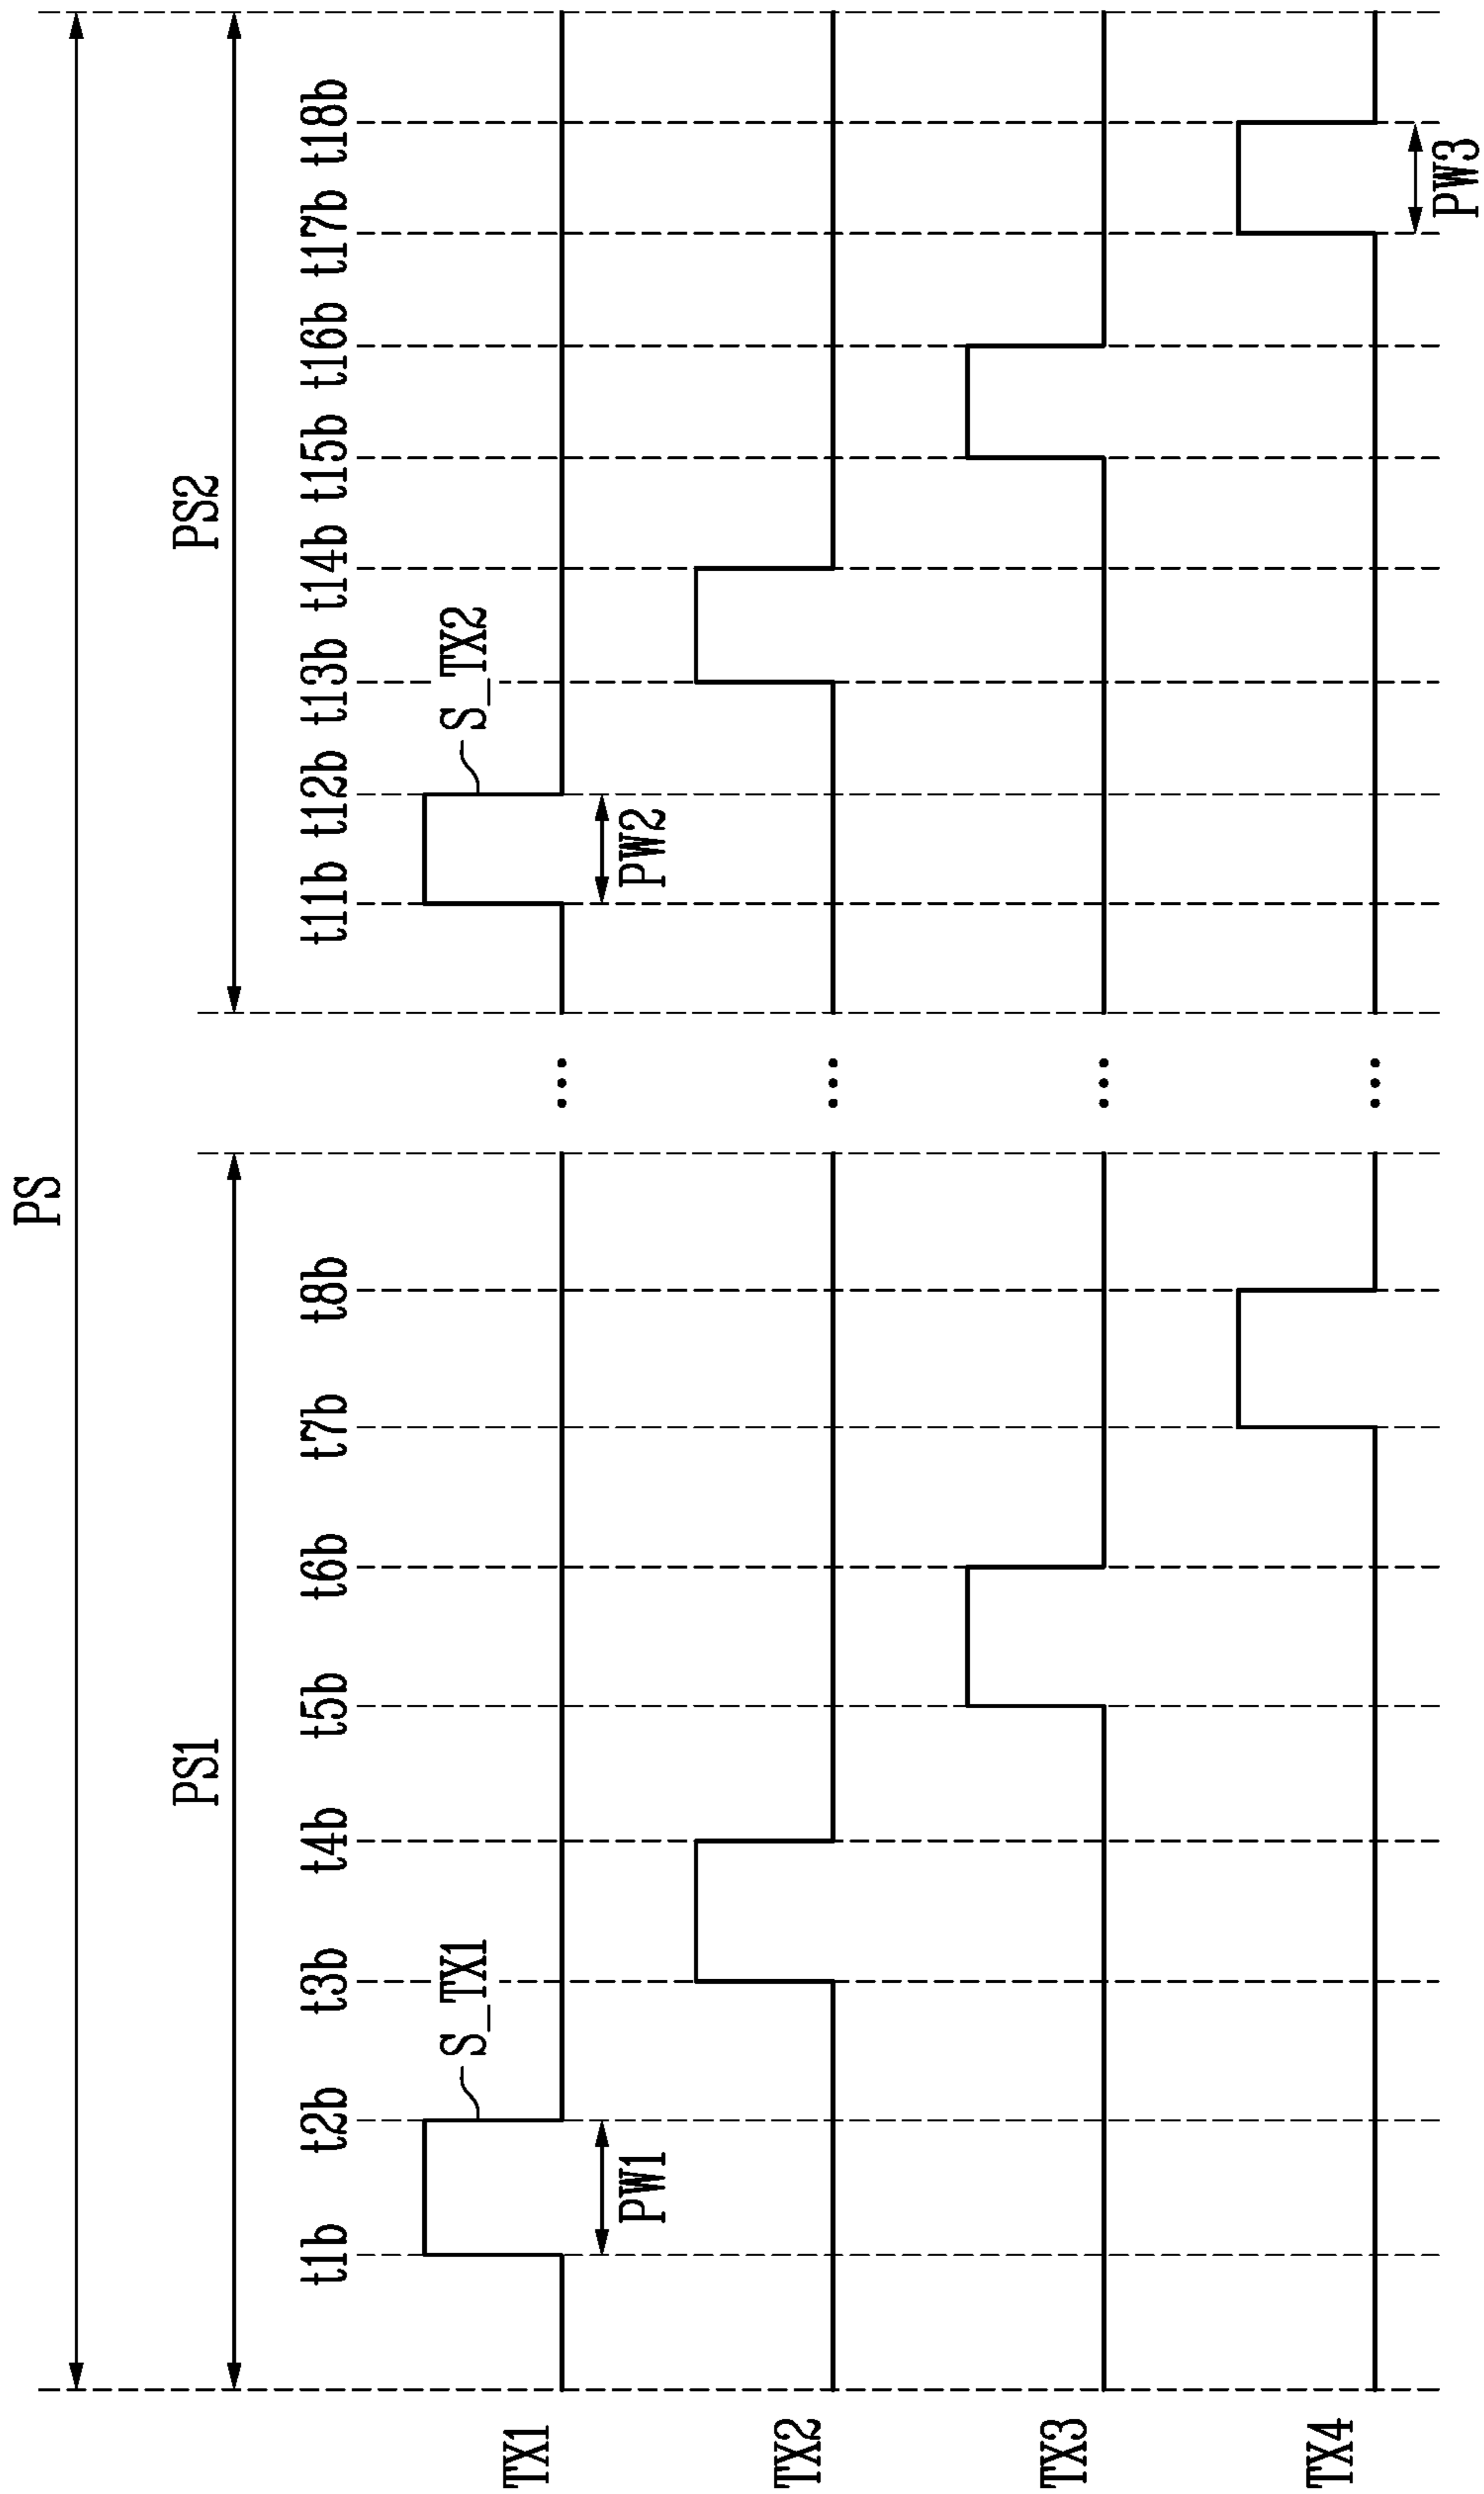 PS
PS1
PS2
t1b t2b t3b t4b t5b t6b t7b t8b t11b t12b t13b t14b t15b t16b t17b t18b
S_TX1
S_TX2
TX1
PW1
PW2
TX2
TX3
TX4
PW3